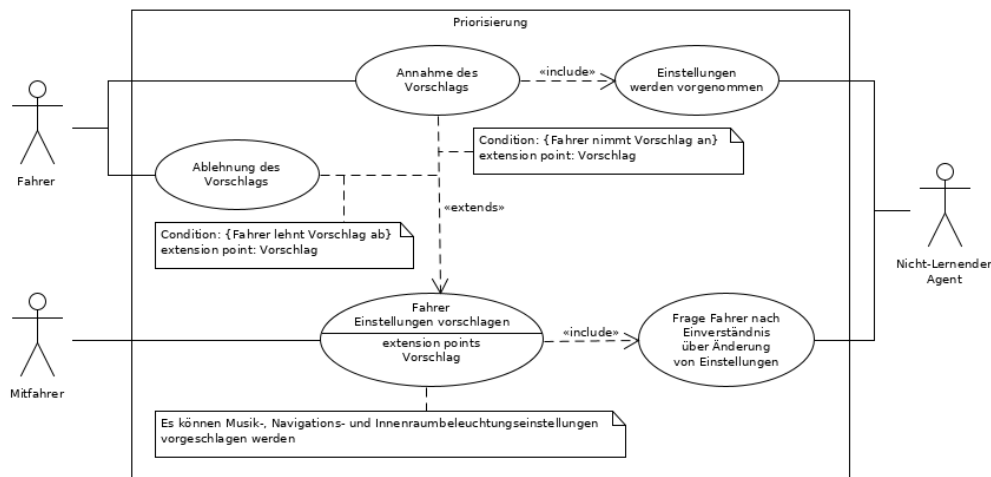 Priorisierung
Annahme des
Vorschlags
«include»
Einstellungen
werden vorgenommen
Fahrer
Ablehnung des
Vorschlags
Condition: {Fahrer nimmt Vorschlag an}
extension point: Vorschlag
«extends»
Condition: {Fahrer lehnt Vorschlag ab}
extension point: Vorschlag
Nicht-Lernender
Agent
Mitfahrer
Fahrer
Einstellungen vorschlagen
extension points
Vorschlag
«include»
Frage Fahrer nach
Einverständnis
über Änderung
von Einstellungen
Es können Musik-, Navigations- und Innenraumbeleuchtungseinstellungen
vorgeschlagen werden